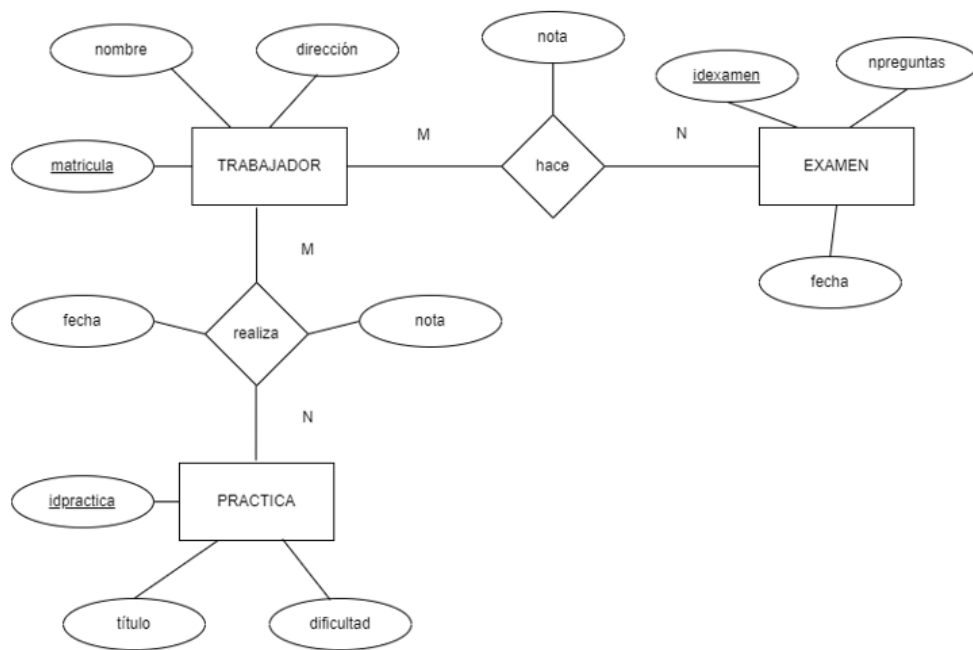 nombre
dirección
nota
idexamen
npreguntas
matricula
TRABAJADOR
M
hace
N
EXAMEN
M
fecha
fecha
realiza
nota
N
idpractica
PRACTICA
título
dificultad